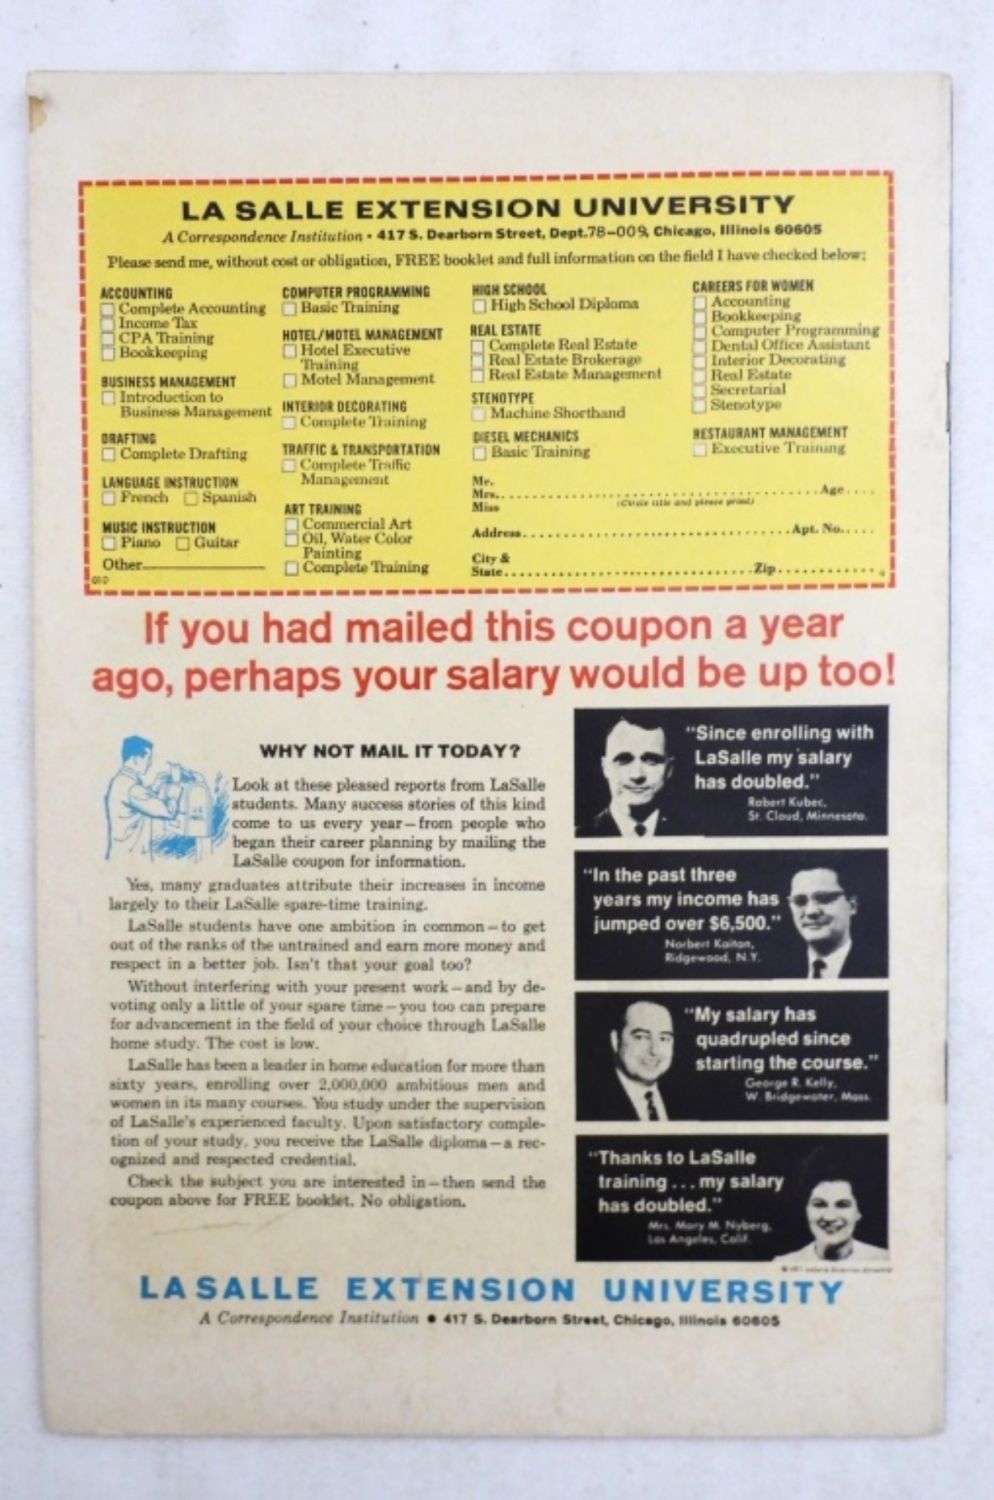 LA SALLE EXTENSION UNIVERSITY
A Correspondence Institution • 417 S. Dearborn Street, Dept. 78-009, Chicago, Illinois 60605
Please send me, without cost or obligation, FREE booklet and full information on the field I have checked below:
ACCOUNTING
Complete Accounting
Income Tax
CPA Training
Bookkeeping
BUSINESS MANAGEMENT
Introduction to
Business Management
DRAFTING
Complete Drafting
LANGUAGE INSTRUCTION
French Spanish
MUSIC INSTRUCTION
Piano Guitar
Other
COMPUTER PROGRAMMING
Basic Training
HOTEL/MOTEL MANAGEMENT
Hotel Executive
Training
Motel Management
INTERIOR DECORATING
Complete Training
TRAFFIC & TRANSPORTATION
Complete Traffic
Management
ART TRAINING
Commercial Art
Oil, Water Color
Painting
Complete Training
HIGH SCHOOL
High School Diploma
REAL ESTATE
Complete Real Estate
Real Estate Brokerage
Real Estate Management
STENOTYPE
Machine Shorthand
DIESEL MECHANICS
Basic Training
CAREERS FOR WOMEN
Accounting
Bookkeeping
Computer Programming
Dental Office Assistant
Interior Decorating
Real Estate
Secretarial
Stenotype
RESTAURANT MANAGEMENT
Executive Training
Mr.
Mrs. Age
Miss (Circle title and please print)
Address Apt. No.
City &
State Zip
If you had mailed this coupon a year
ago, perhaps your salary would be up too!
WHY NOT MAIL IT TODAY?
Look at these pleased reports from LaSalle
students. Many success stories of this kind
come to us every year—from people who
began their career planning by mailing the
LaSalle coupon for information.
Yes, many graduates attribute their increases in income
largely to their LaSalle spare-time training.
LaSalle students have one ambition in common—to get
out of the ranks of the untrained and earn more money and
respect in a better job. Isn't that your goal too?
Without interfering with your present work—and by de-
voting only a little of your spare time—you too can prepare
for advancement in the field of your choice through LaSalle
home study. The cost is low.
LaSalle has been a leader in home education for more than
sixty years, enrolling over 2,000,000 ambitious men and
women in its many courses. You study under the supervision
of LaSalle's experienced faculty. Upon satisfactory comple-
tion of your study, you receive the LaSalle diploma—a rec-
ognized and respected credential.
Check the subject you are interested in—then send the
coupon above for FREE booklet. No obligation.
"Since enrolling with
LaSalle my salary
has doubled."
Robert Kubec,
St. Cloud, Minnesota.
"In the past three
years my income has
jumped over $6,500."
Norbert
Ridgewood, N.Y.
"My salary has
quadrupled since
starting the course."
George R. Kelly,
W. Bridgewater, Mass.
"Thanks to LaSalle
training . . . my salary
has doubled."
Mrs. Mary M. Nyberg,
Los Angeles, Calif.
LA SALLE EXTENSION UNIVERSITY
A Correspondence Institution • 417 S. Dearborn Street, Chicago, Illinois 60605